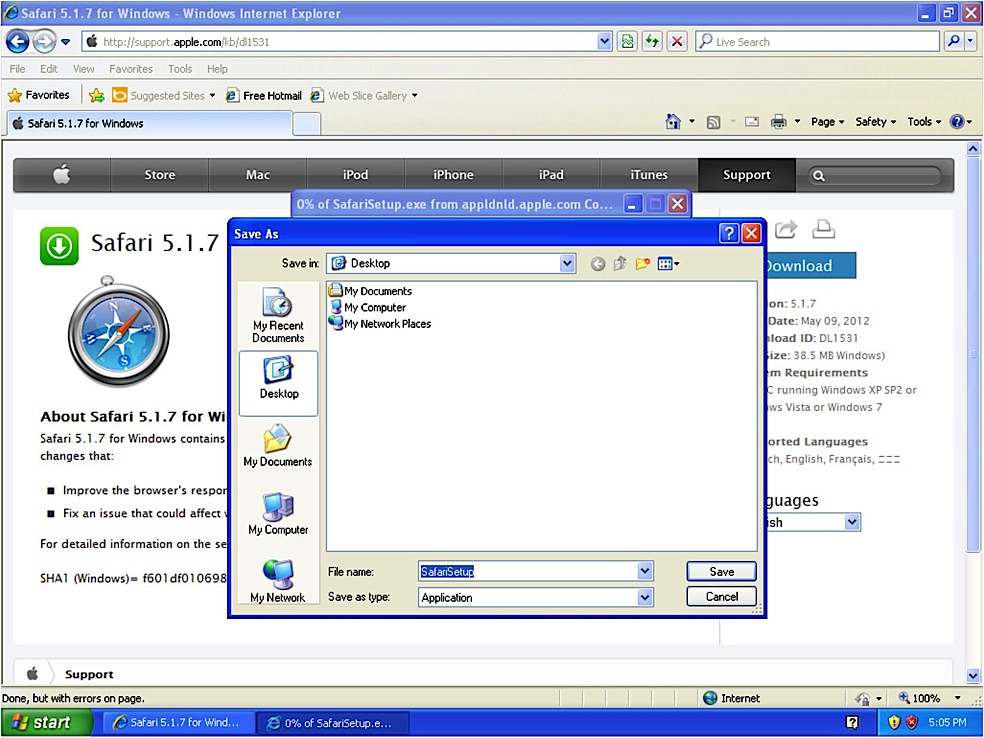 Safari 5.1.7 for Windows - Windows Internet Explorer
http://support.apple.com/kb/dl1531
Live Search
File Edit View Favorites Tools Help
Favorites Suggested Sites Free Hotmail Web Slice Gallery
Safari 5.1.7 for Windows
Page Safety Tools
Store Mac iPod iPhone iPad iTunes Support
0% of SafariSetup.exe from appldnld.apple.com Co...
Safari 5.1.7
Save As
Save in: Desktop
Download
My Documents
My Computer
My Network Places
My Recent
Documents
Desktop
My Documents
My Computer
My Network
on: 5.1.7
Date: May 09, 2012
load ID: DL1531
ize: 38.5 MB Windows)
m Requirements
C running Windows XP SP2 or
ws Vista or Windows 7
orted Languages
ch, English, Français,
guages
ish
About Safari 5.1.7 for Wi
Safari 5.1.7 for Windows contains
changes that:
Improve the browser's respor
Fix an issue that could affect
For detailed information on the se
SHA1 (Windows)= f601df010698
File name: SafariSetup Save
Save as type: Application Cancel
Support
Done, but with errors on page. Internet 100%
start Safari 5.1.7 for Wind... 0% of SafariSetup.e... 5:05 PM